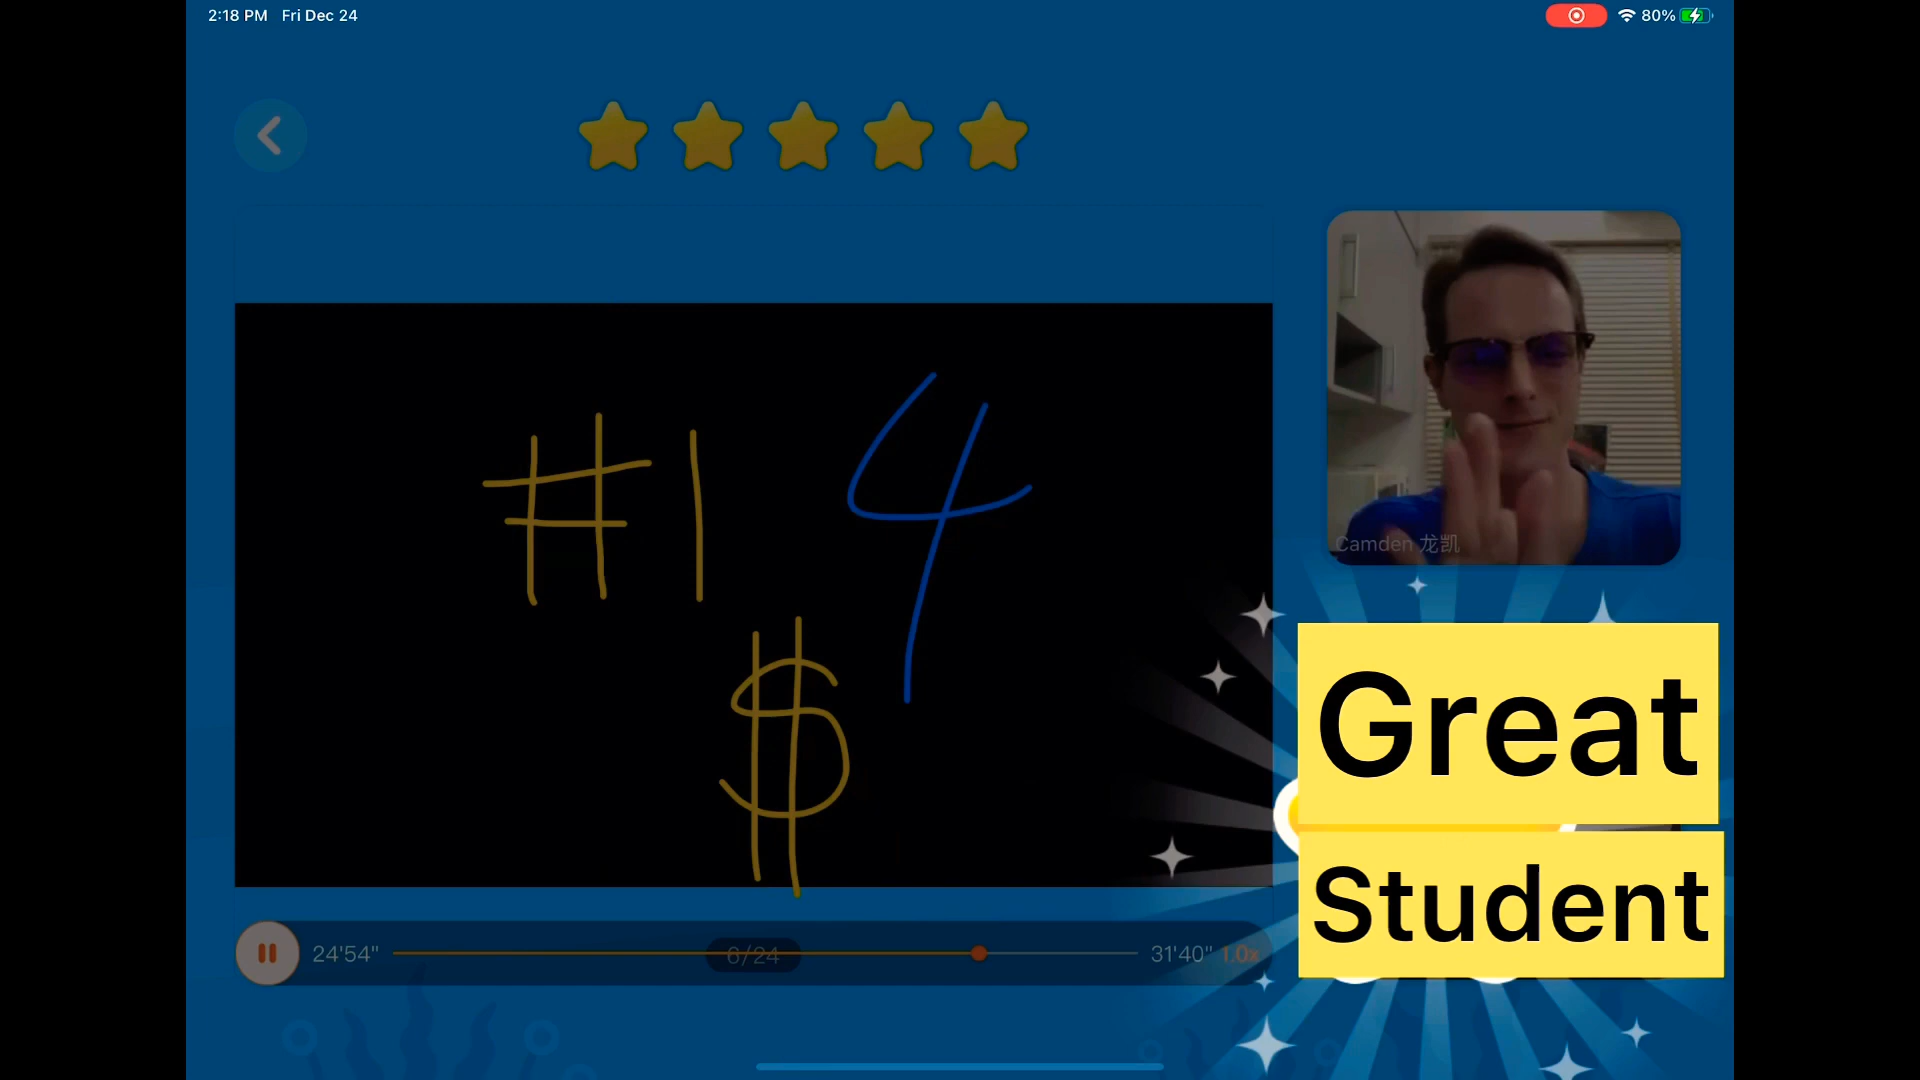 2:18 PM Fri Dec 24
80%
#1 4
$
Camden 龙凯
Great
Student
24'54"
6/24
31'40" 1.0x